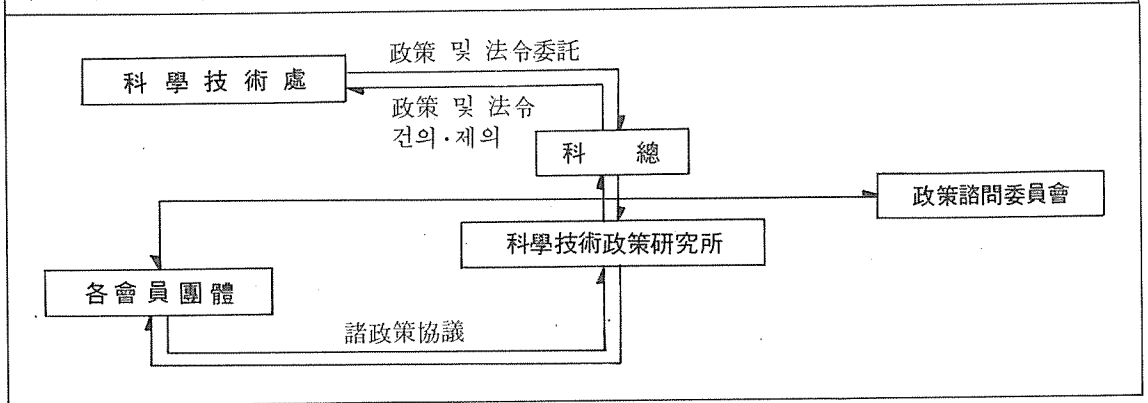 政策 및 法令委託
科學技術處
政策 및 法令
건의·제의
科總
政策諮問委員會
科學技術政策硏究所
各會員團體
諸政策協議